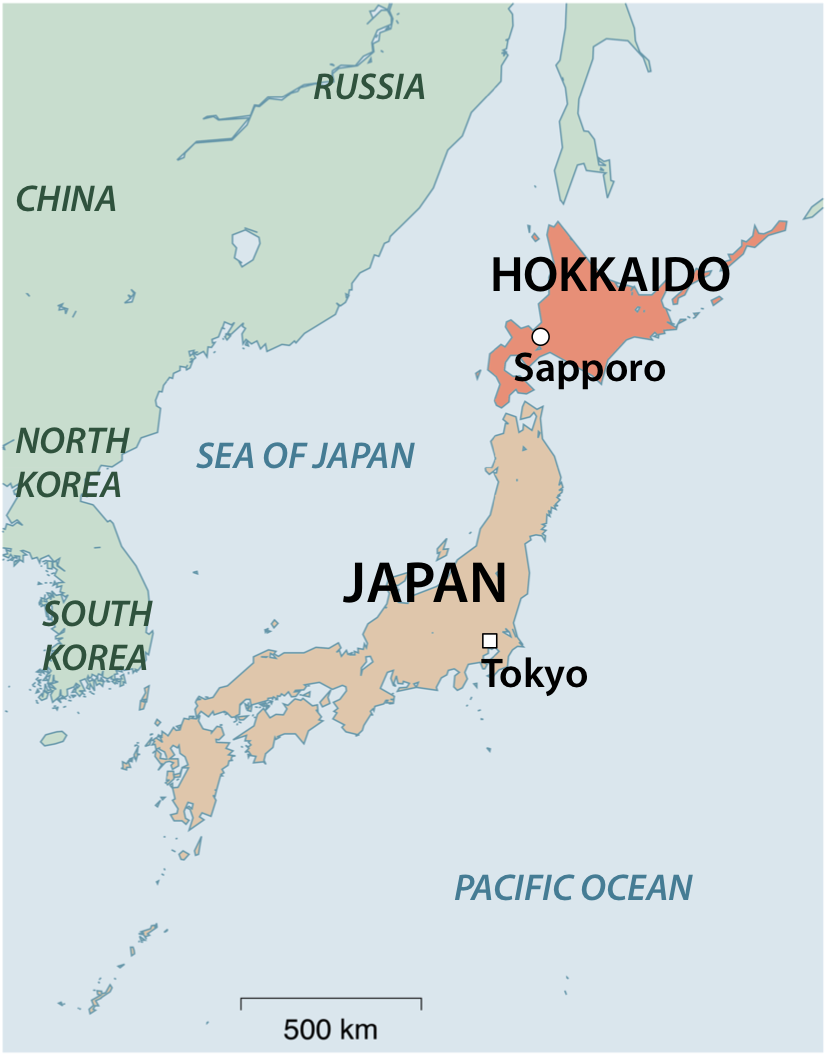 RUSSIA
CHINA
HOKKAIDO
Sapporo
NORTH
KOREA
SEA OF JAPAN
JAPAN
SOUTH
KOREA
Tokyo
PACIFIC OCEAN
500 km